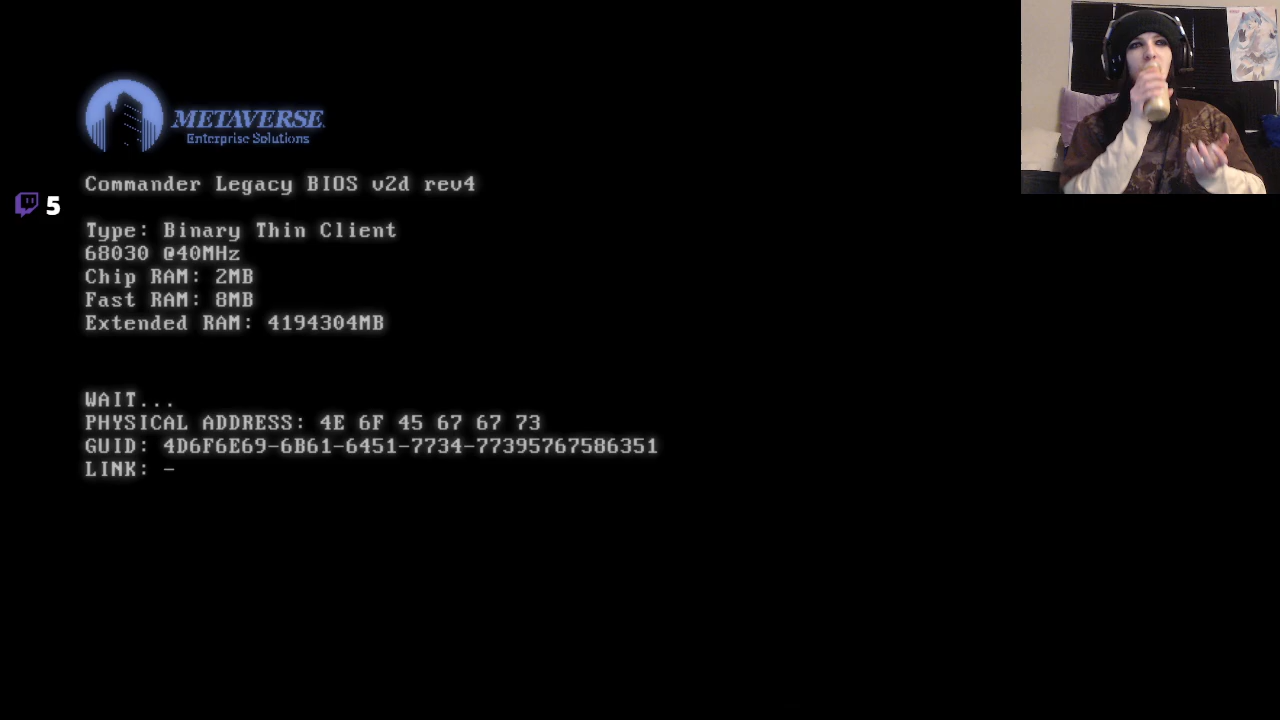 METAVERSE
Enterprise Solutions
Commander Legacy BIOS v2d rev4
5
Type: Binary Thin Client
68030 @40MHz
Chip RAM: 2MB
Fast RAM: 8MB
Extended RAM: 4194304MB
WAIT...
PHYSICAL ADDRESS: 4E 6F 45 67 67 73
GUID: 4D6F6E69-6B61-6451-7734-77395767586351
LINK: -